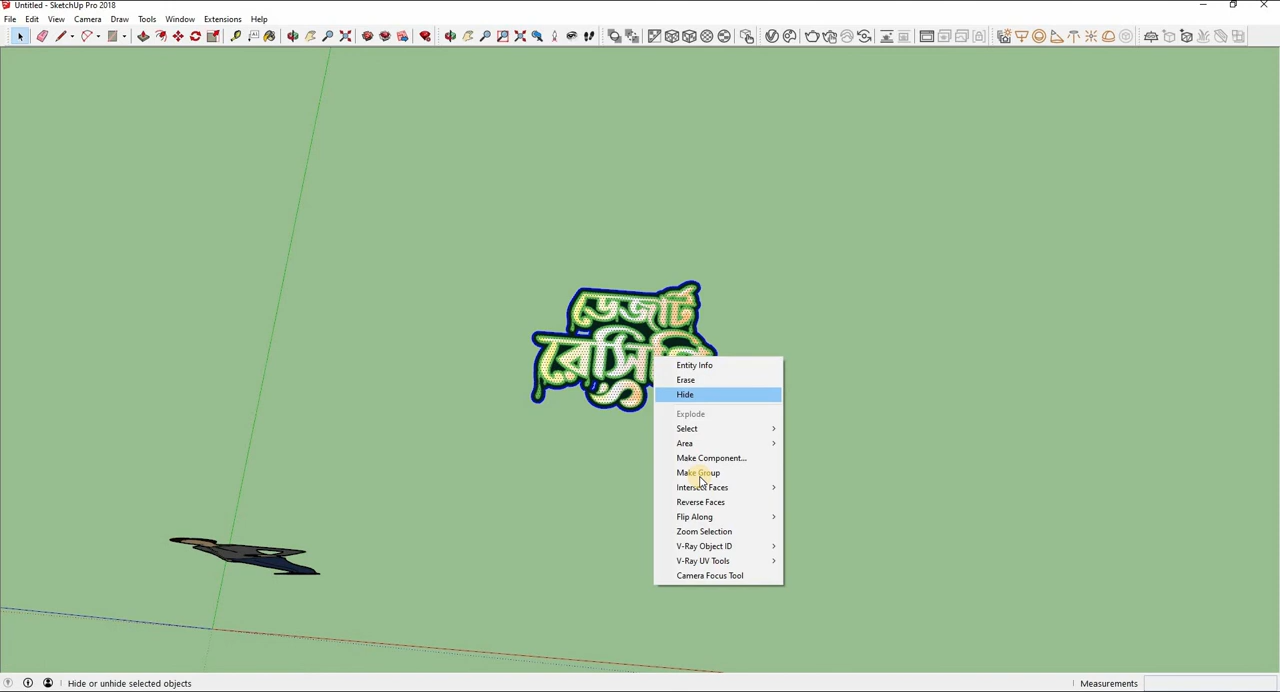 Untitled - SketchUp Pro 2018
File Edit View Camera Draw Tools Window Extensions Help
ভেজাট
Entity Info
Erase
Hide
Explode
Select
Area
Make Component...
Make Group
Intersect Faces
Reverse Faces
Flip Along
Zoom Selection
V-Ray Object ID
V-Ray UV Tools
Camera Focus Tool
Hide or unhide selected objects
Measurements